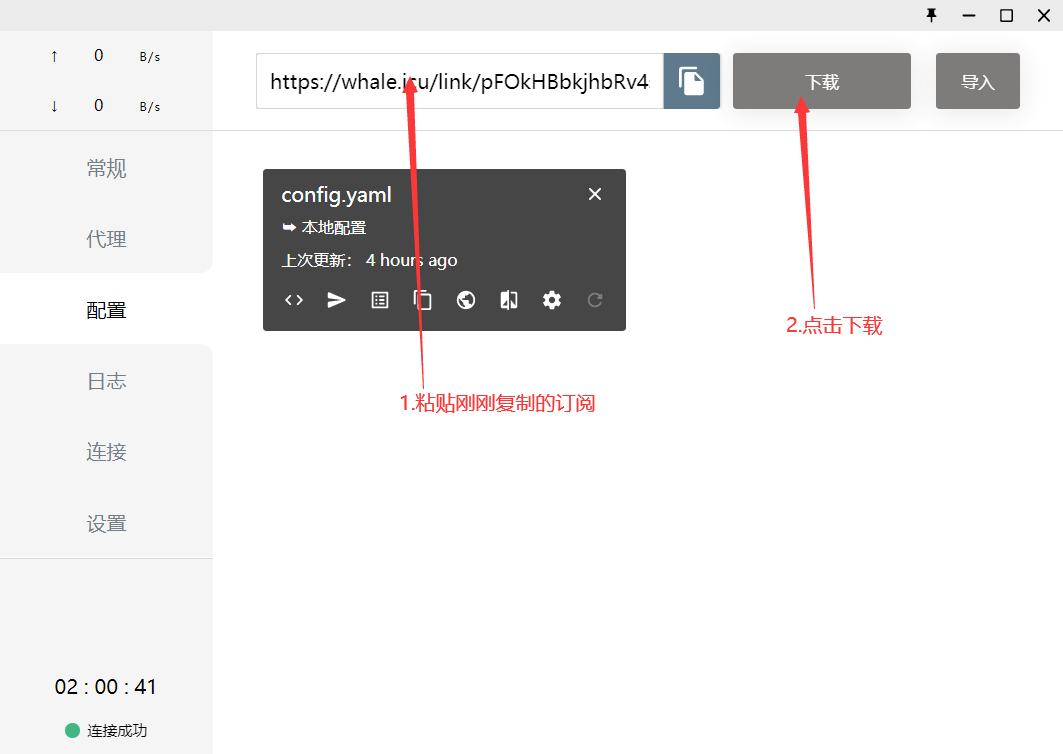 ↑ 0 B/s
↓ 0 B/s
https://whale.icu/link/pFOkHBbkjhbRv4
下载
导入
常规
代理
配置
日志
连接
设置
config.yaml
本地配置
上次更新： 4 hours ago
2.点击下载
1.粘贴刚刚复制的订阅
02 : 00 : 41
连接成功